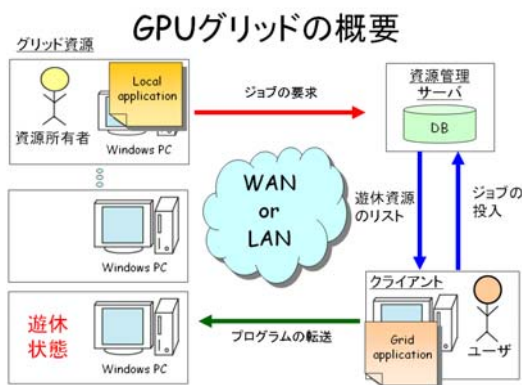 GPUグリッドの概要
グリッド資源
Local
application
資源所有者
Windows PC
ジョブの要求
資源管理
サーバ
DB
WAN
or
LAN
遊休資源
のリスト
ジョブの
投入
Windows PC
遊休
状態
Windows PC
プログラムの転送
クライアント
Grid
application
ユーザ